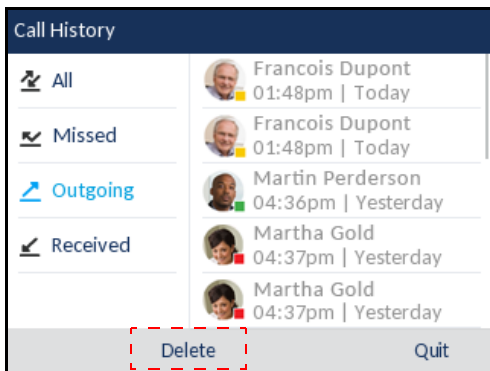 Call History
All
Missed
Outgoing
Received
Francois Dupont
01:48pm | Today
Francois Dupont
01:48pm | Today
Martin Perderson
04:36pm | Yesterday
Martha Gold
04:37pm | Yesterday
Martha Gold
04:37pm | Yesterday
Delete
Quit